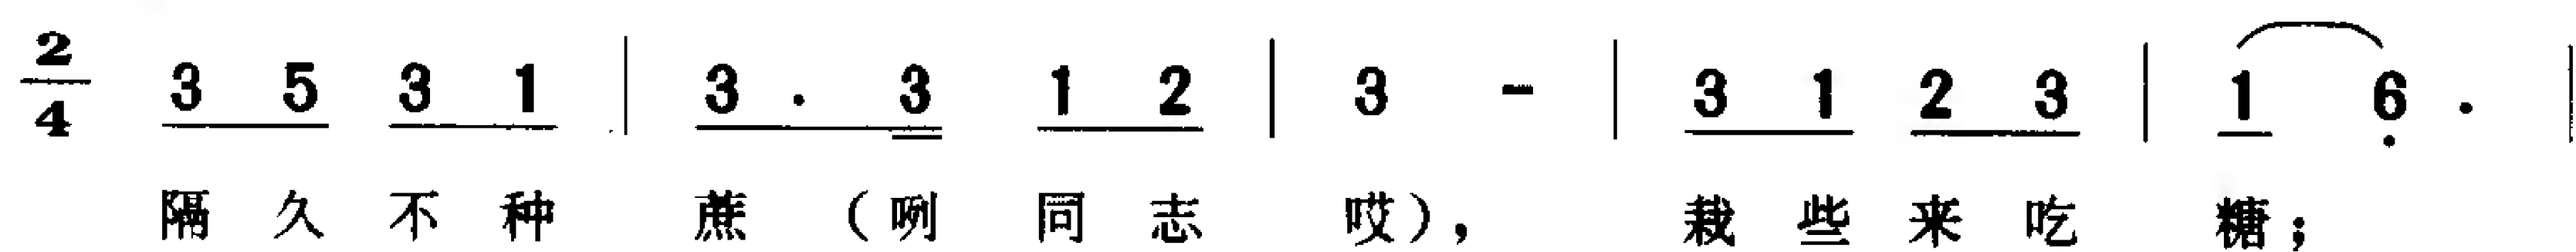 2/4 3 5 3 1 | 3 . 3 1 2 | 3 - | 3 1 2 3 | 1 6 . |
隔久不种 蔗（咧 同志 哎）， 栽些来吃 糖；